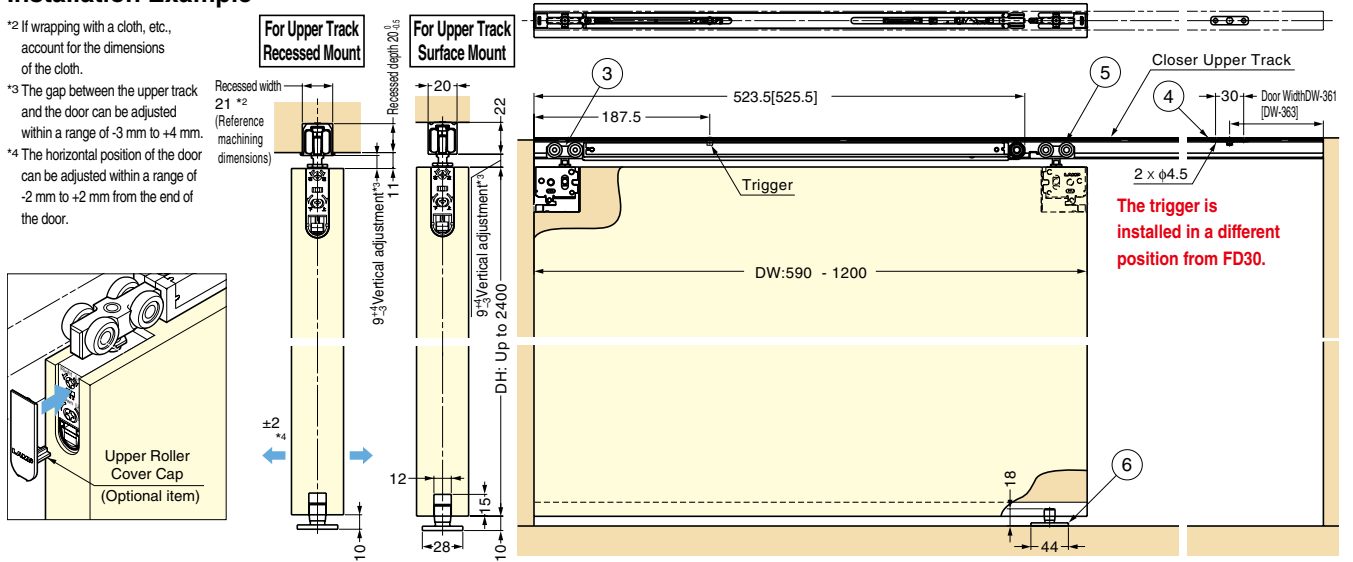 Installation Example
*2 If wrapping with a cloth, etc.,
account for the dimensions
of the cloth.
*3 The gap between the upper track
and the door can be adjusted
within a range of -3 mm to +4 mm.
*4 The horizontal position of the door
can be adjusted within a range of
-2 mm to +2 mm from the end of
the door.
Upper Roller
Cover Cap
(Optional item)
For Upper Track
Recessed Mount
Recessed width
21 *2
(Reference
machining
dimensions)
Recessed depth 20 0 -0.5
11
9 +4 -3 Vertical adjustment*3
±2
*4
10
For Upper Track
Surface Mount
20
22
9 +4 -3 Vertical adjustment*3
DH: Up to 2400
12
15
28
10
3
523.5[525.5]
187.5
Trigger
5
Closer Upper Track
4
30
Door WidthDW-361
[DW-363]
2 x ϕ4.5
The trigger is
installed in a different
position from FD30.
DW:590 - 1200
18
6
44